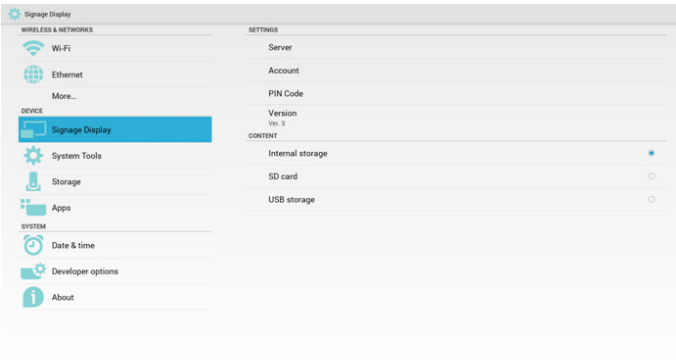 Signage Display
WIRELESS & NETWORKS
Wi-Fi
Ethernet
More...
DEVICE
Signage Display
System Tools
Storage
Apps
SYSTEM
Date & time
Developer options
About
SETTINGS
Server
Account
PIN Code
Version
Ver. 3
CONTENT
Internal storage
SD card
USB storage